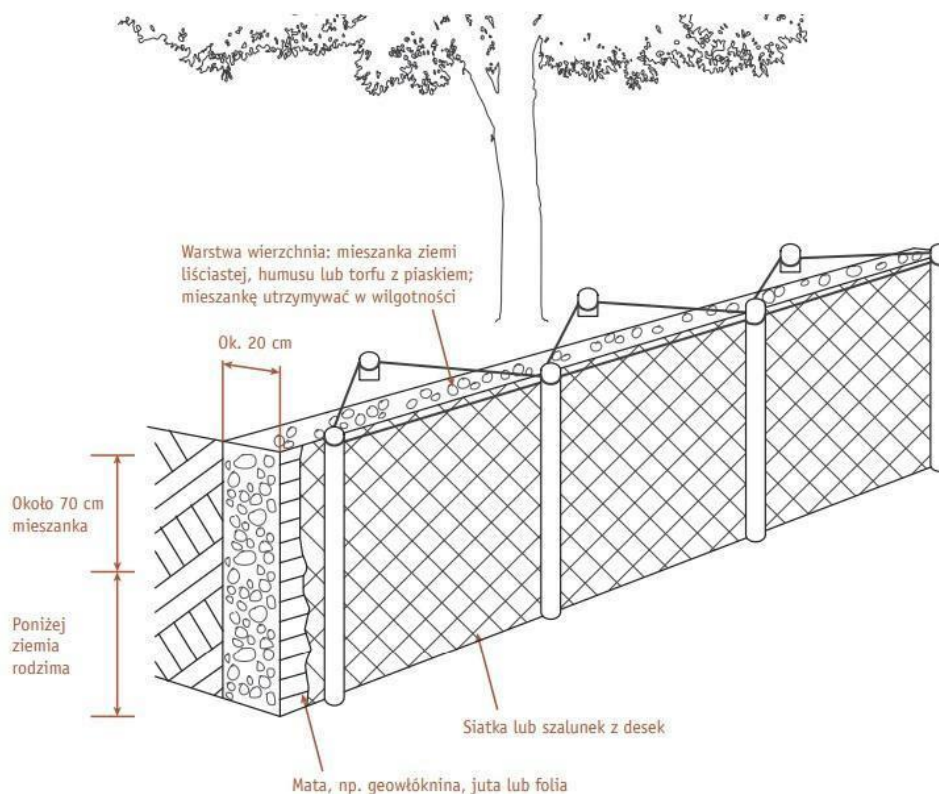 Warstwa wierzchnia: mieszanka ziemi
liściastej, humusu lub torfu z piaskiem;
mieszankę utrzymywać w wilgotności
Ok. 20 cm
Około 70 cm
mieszanka
Poniżej
ziemia
rodzima
Siatka lub szalunek z desek
Mata, np. geowłóknina, juta lub folia